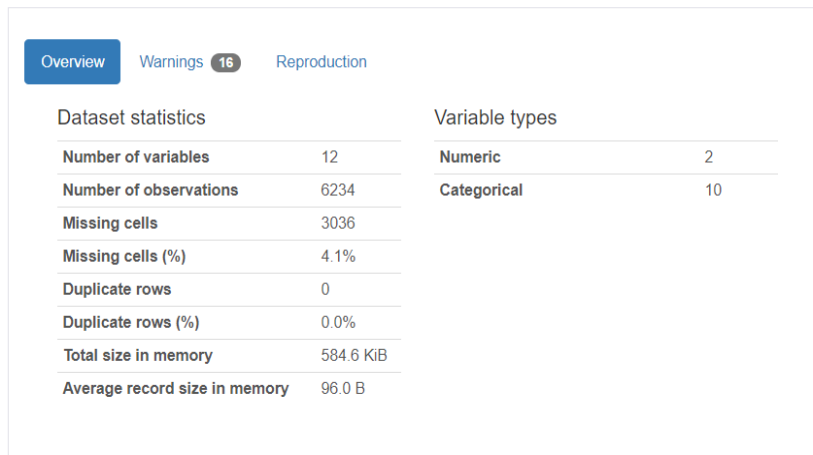 Overview Warnings 16 Reproduction
Dataset statistics
Number of variables 12
Number of observations 6234
Missing cells 3036
Missing cells (%) 4.1%
Duplicate rows 0
Duplicate rows (%) 0.0%
Total size in memory 584.6 KiB
Average record size in memory 96.0 B
Variable types
Numeric 2
Categorical 10